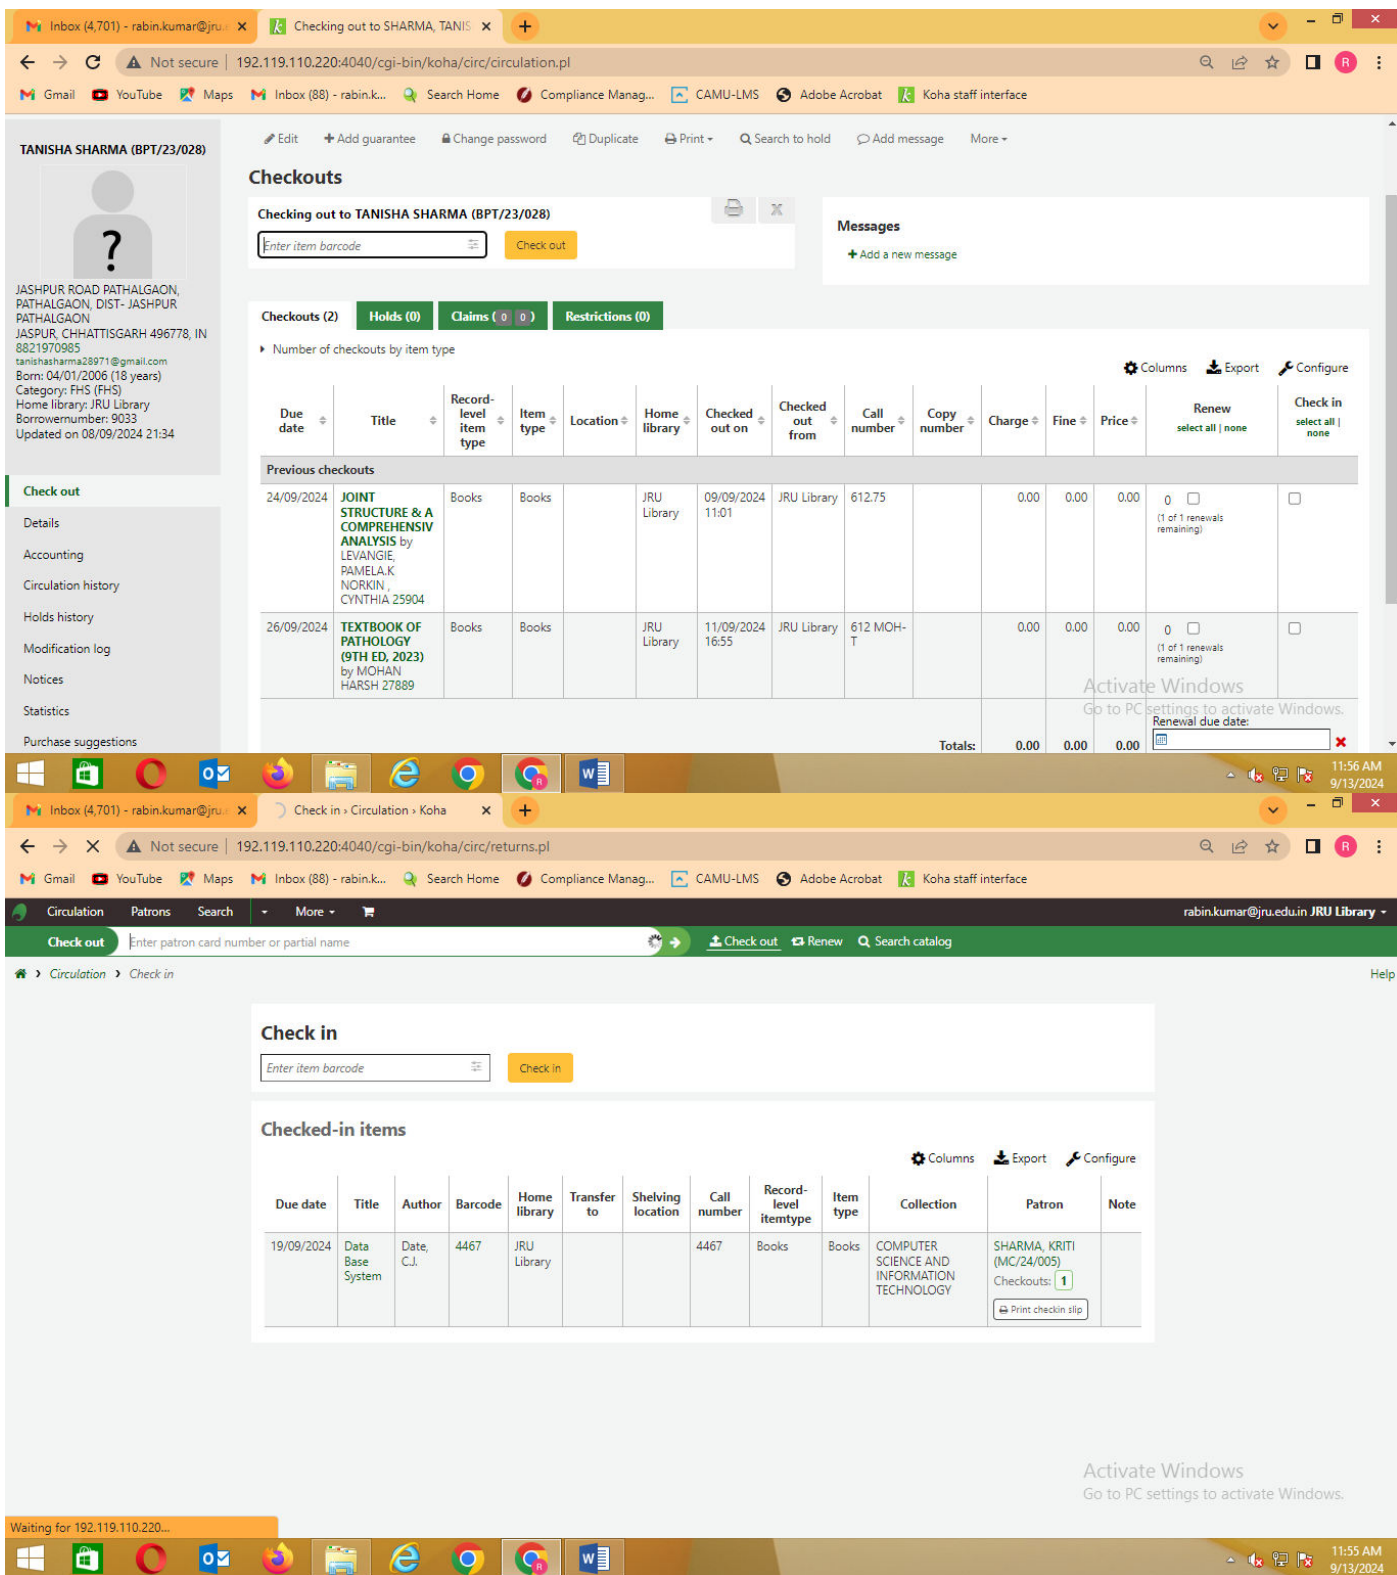 Inbox (4,701) - rabin.kumar@jru.e
Checking out to SHARMA, TANIS
Not secure | 192.119.110.220:4040/cgi-bin/koha/circ/circulation.pl
R
Gmail YouTube Maps Inbox (88) - rabin.k... Search Home Compliance Manag... CAMU-LMS Adobe Acrobat Koha staff interface
Edit Add guarantee Change password Duplicate Print Search to hold Add message More
TANISHA SHARMA (BPT/23/028)
?
JASHPUR ROAD PATHALGAON,
PATHALGAON, DIST- JASHPUR
PATHALGAON
JASPUR, CHHATTISGARH 496778, IN
8821970985
tanishasharma28971@gmail.com
Born: 04/01/2006 (18 years)
Category: FHS (FHS)
Home library: JRU Library
Borrowernumber: 9033
Updated on 08/09/2024 21:34
Check out
Details
Accounting
Circulation history
Holds history
Modification log
Notices
Statistics
Purchase suggestions
Checkouts
Checking out to TANISHA SHARMA (BPT/23/028)
Enter item barcode Check out
Messages
Add a new message
Checkouts (2) Holds (0) Claims ( 0 0 ) Restrictions (0)
Number of checkouts by item type
Columns Export Configure
Due date Title Record-level item type Item type Location Home library Checked out on Checked out from Call number Copy number Charge Fine Price Renew select all | none Check in select all | none
Previous checkouts
24/09/2024 JOINT Books Books JRU 09/09/2024 JRU Library 612.75 0.00 0.00 0.00 0
STRUCTURE & A Library 11:01 (1 of 1 renewals
COMPREHENSIV remaining)
ANALYSIS by
LEVANGIE,
PAMELA.K
NORKIN ,
CYNTHIA 25904
26/09/2024 TEXTBOOK OF Books Books JRU 11/09/2024 JRU Library 612 MOH- 0.00 0.00 0.00 0
PATHOLOGY Library 16:55 T (1 of 1 renewals
(9TH ED, 2023) remaining)
by MOHAN
HARSH 27889
Activate Windows
Go to PC settings to activate Windows.
Renewal due date:
Totals: 0.00 0.00 0.00
11:56 AM
9/13/2024
Inbox (4,701) - rabin.kumar@jru.e
Check in › Circulation › Koha
Not secure | 192.119.110.220:4040/cgi-bin/koha/circ/returns.pl
R
Gmail YouTube Maps Inbox (88) - rabin.k... Search Home Compliance Manag... CAMU-LMS Adobe Acrobat Koha staff interface
Circulation Patrons Search More rabin.kumar@jru.edu.in JRU Library
Check out Enter patron card number or partial name Check out Renew Search catalog
Circulation › Check in Help
Check in
Enter item barcode Check in
Checked-in items
Columns Export Configure
Due date Title Author Barcode Home library Transfer to Shelving location Call number Record-level itemtype Item type Collection Patron Note
19/09/2024 Data Date, 4467 JRU 4467 Books Books COMPUTER SHARMA, KRITI
Base C.J. Library SCIENCE AND (MC/24/005)
System INFORMATION Checkouts: 1
TECHNOLOGY
Print checkin slip
Activate Windows
Go to PC settings to activate Windows.
Waiting for 192.119.110.220...
11:55 AM
9/13/2024